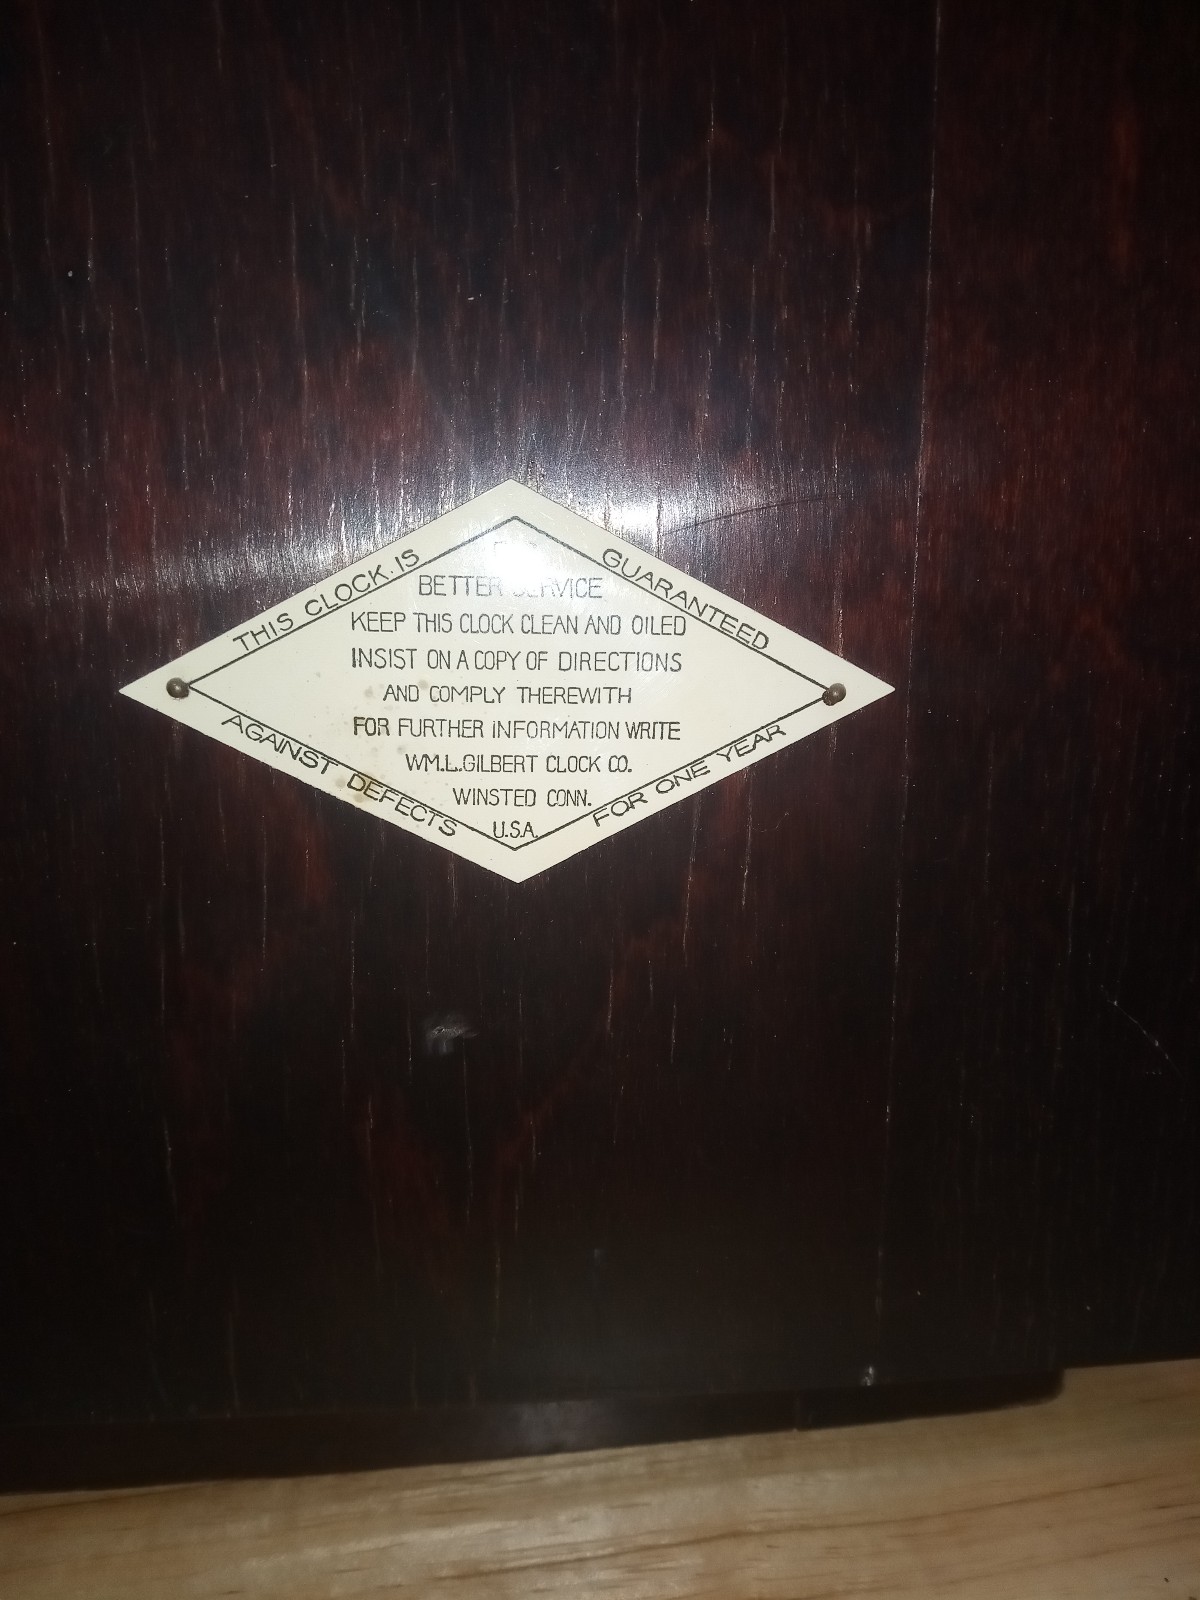 THIS CLOCK IS
GUARANTEED
AGAINST DEFECTS
FOR ONE YEAR
BETTER SERVICE
KEEP THIS CLOCK CLEAN AND OILED
INSIST ON A COPY OF DIRECTIONS
AND COMPLY THEREWITH
FOR FURTHER INFORMATION WRITE
WM.L.GILBERT CLOCK CO.
WINSTED CONN.
U.S.A.